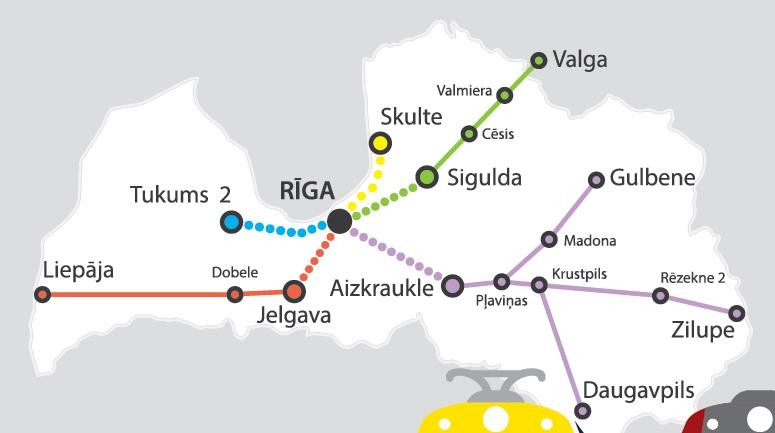 Valga
Valmiera
Skulte
Cēsis
Sigulda
Gulbene
Tukums 2
RĪGA
Madona
Liepāja
Dobele
Jelgava
Aizkraukle
Pļaviņas
Krustpils
Rēzekne 2
Zilupe
Daugavpils